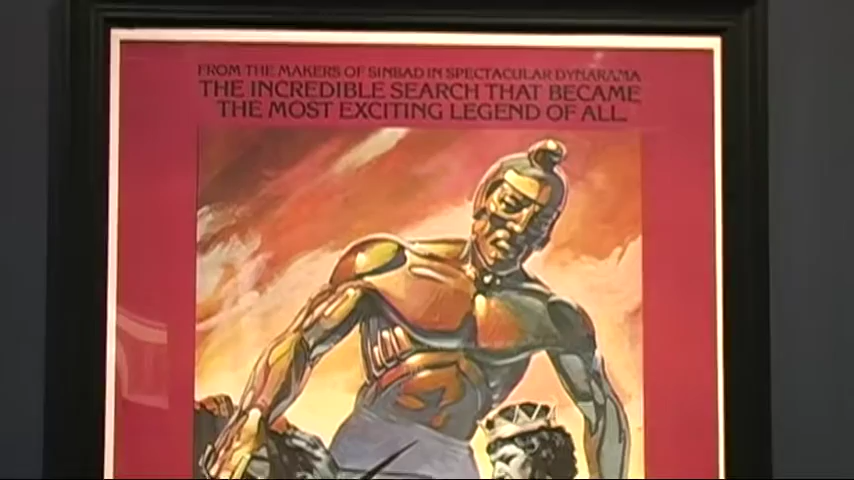 FROM THE MAKERS OF SINBAD IN SPECTACULAR DYNARAMA
THE INCREDIBLE SEARCH THAT BECAME
THE MOST EXCITING LEGEND OF ALL.